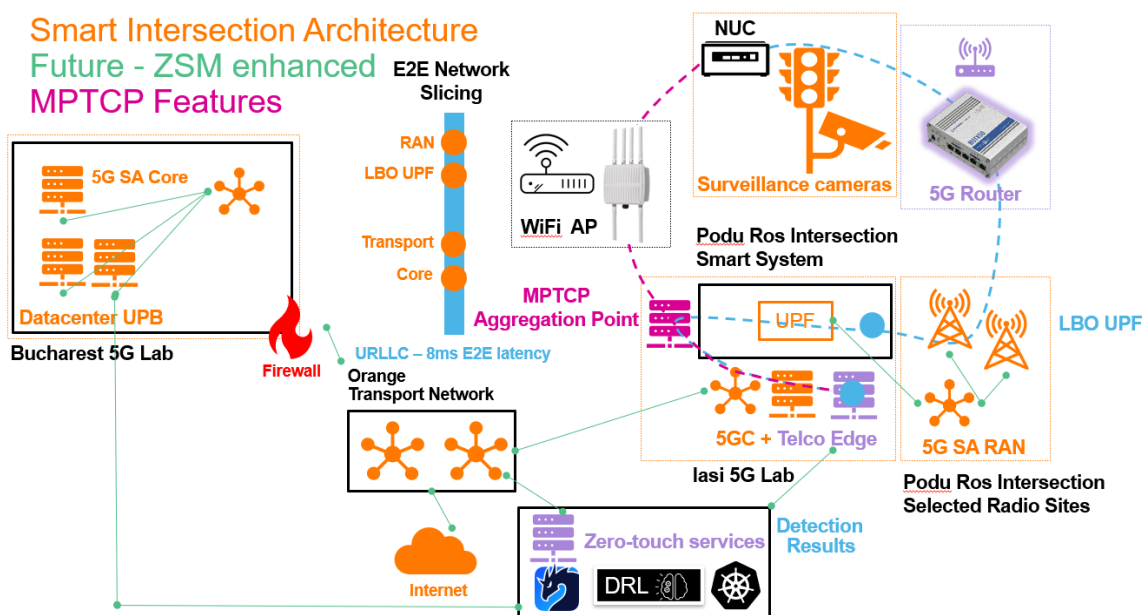 Smart Intersection Architecture
Future - ZSM enhanced
MPTCP Features
E2E Network
Slicing
RAN
LBO UPF
Transport
Core
5G SA Core
Datacenter UPB
Bucharest 5G Lab
Firewall
URLLC – 8ms E2E latency
Orange
Transport Network
Internet
NUC
Surveillance cameras
5G Router
WiFi AP
Podu Ros Intersection
Smart System
MPTCP
Aggregation Point
UPF
LBO UPF
5GC + Telco Edge
Iasi 5G Lab
5G SA RAN
Podu Ros Intersection
Selected Radio Sites
Detection
Results
Zero-touch services
DRL